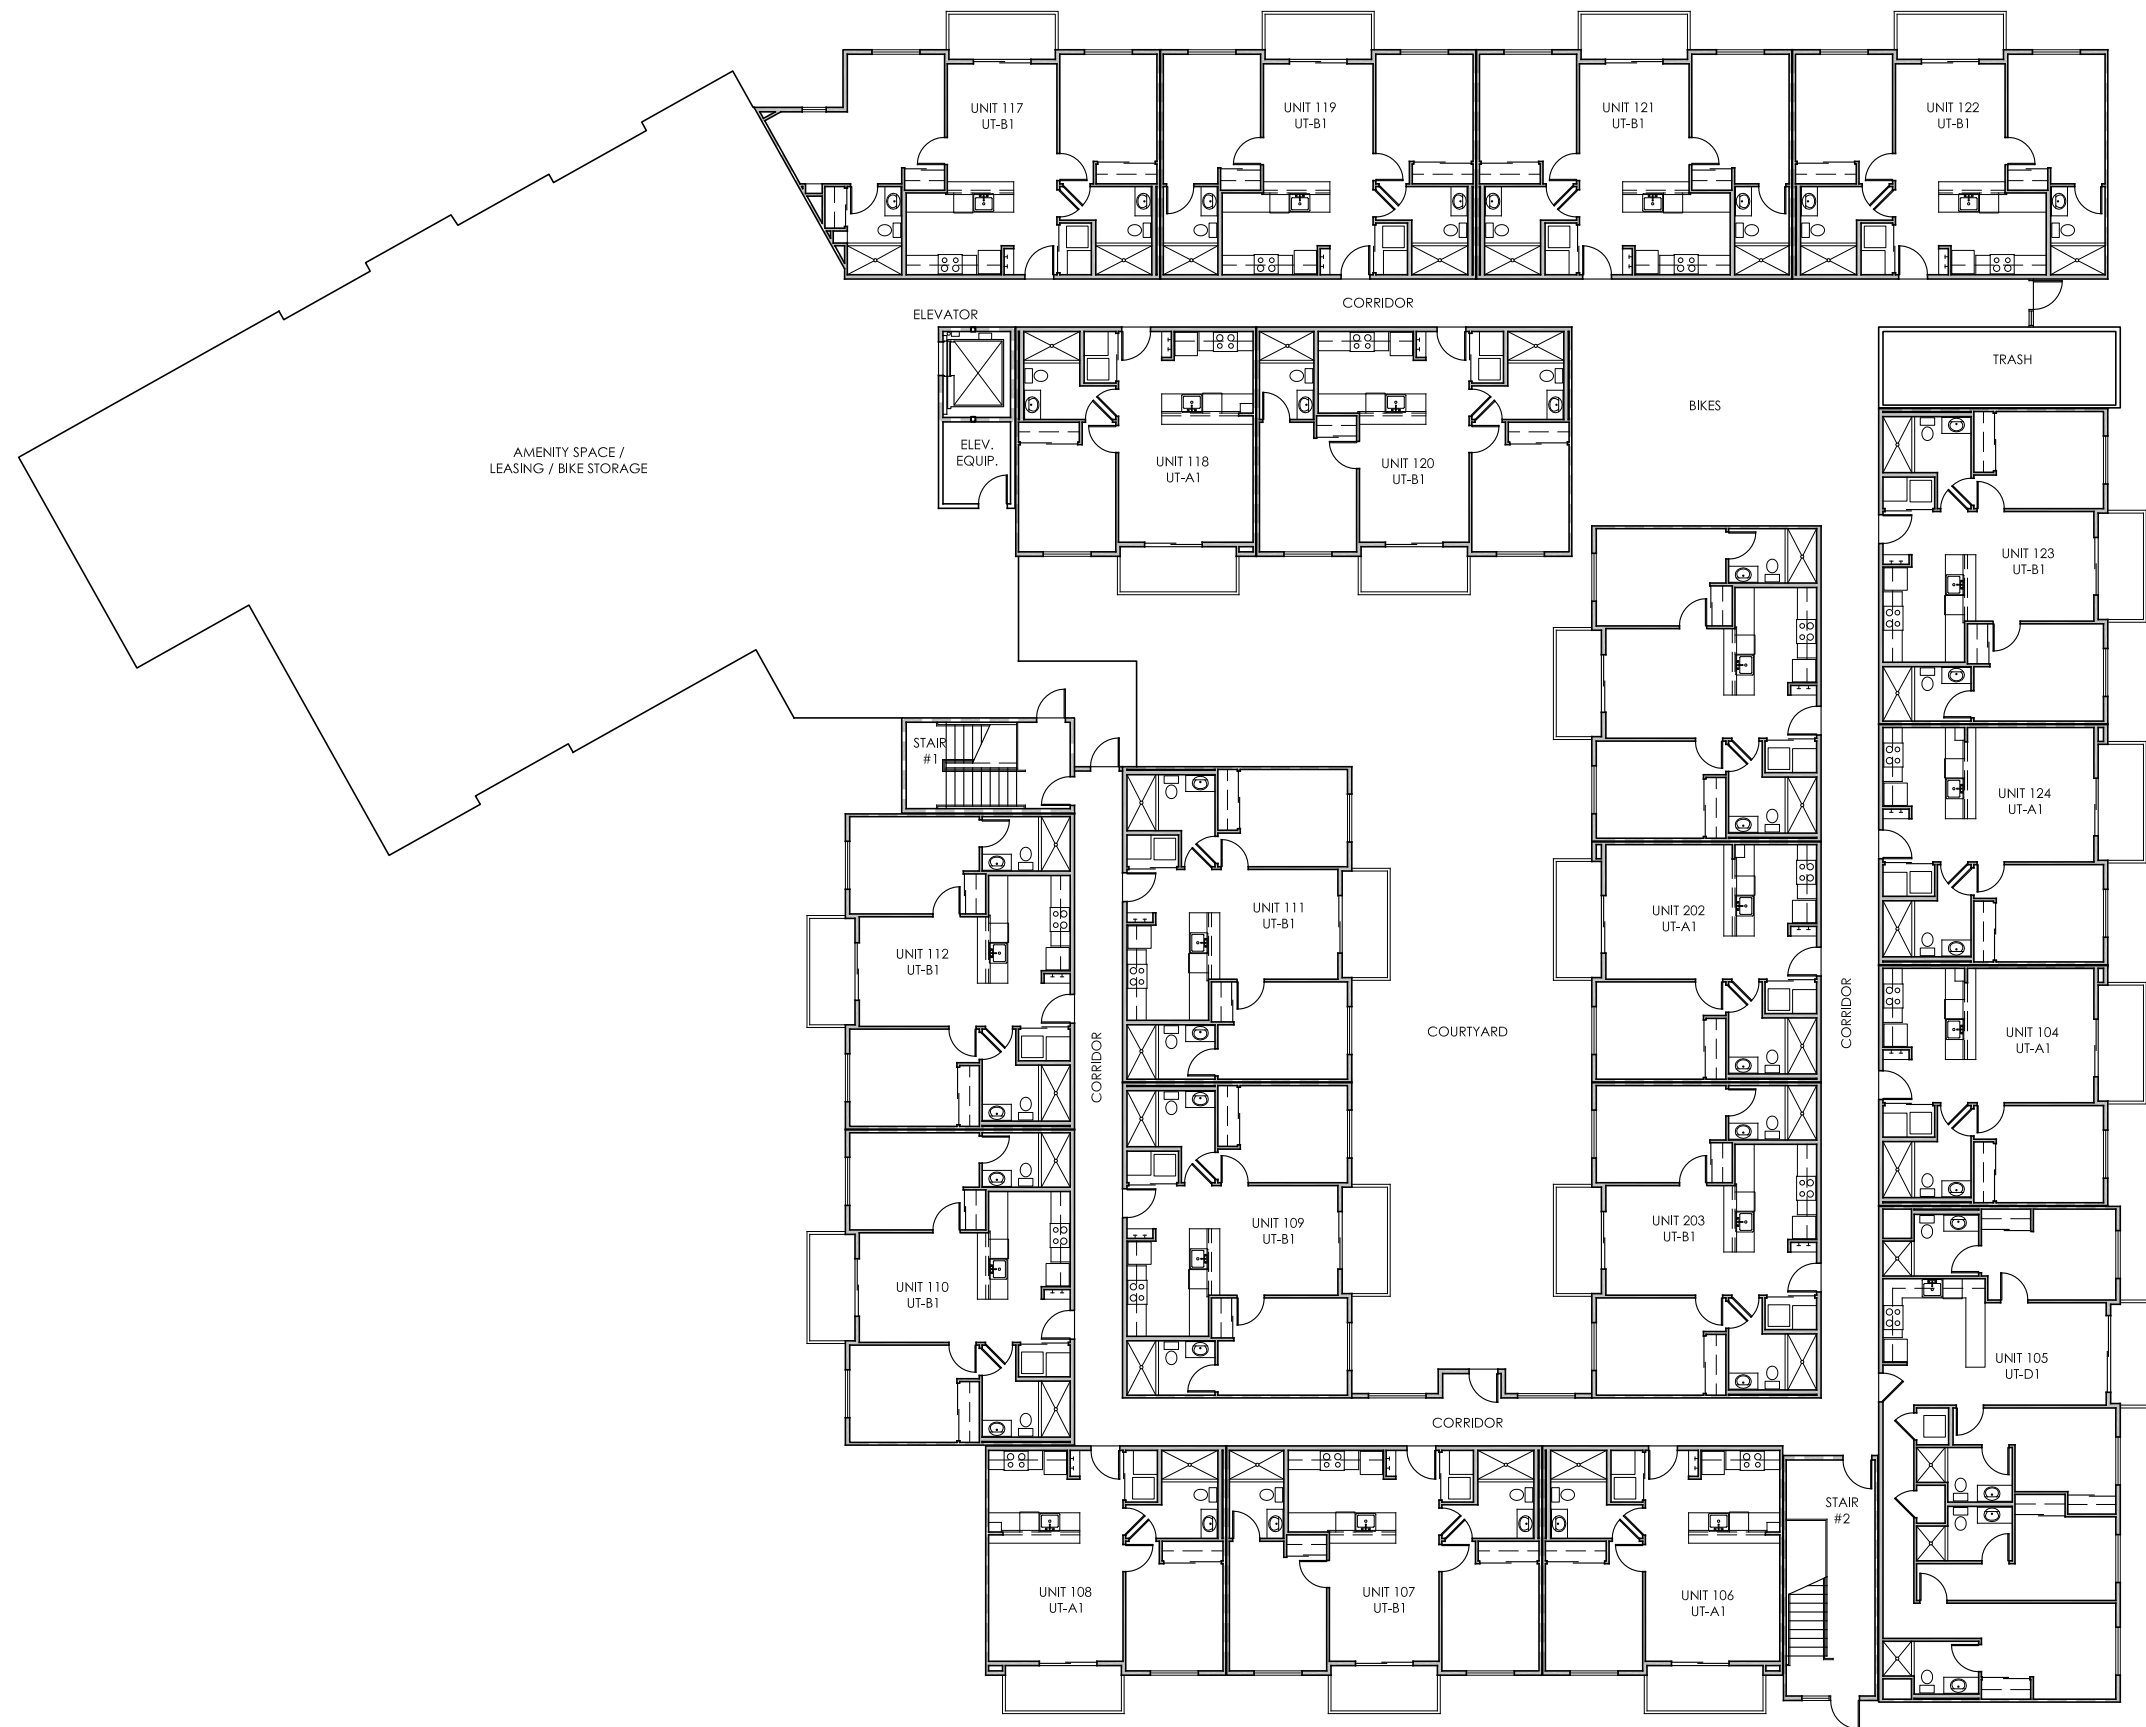 UNIT 117
UT-B1
UNIT 119
UT-B1
UNIT 121
UT-B1
UNIT 122
UT-B1
CORRIDOR
ELEVATOR
TRASH
BIKES
AMENITY SPACE /
LEASING / BIKE STORAGE
ELEV.
EQUIP.
UNIT 118
UT-A1
UNIT 120
UT-B1
UNIT 123
UT-B1
STAIR
#1
UNIT 124
UT-A1
UNIT 111
UT-B1
UNIT 202
UT-A1
UNIT 112
UT-B1
CORRIDOR
COURTYARD
CORRIDOR
UNIT 104
UT-A1
UNIT 109
UT-B1
UNIT 203
UT-B1
UNIT 110
UT-B1
UNIT 105
UT-D1
CORRIDOR
STAIR
#2
UNIT 108
UT-A1
UNIT 107
UT-B1
UNIT 106
UT-A1